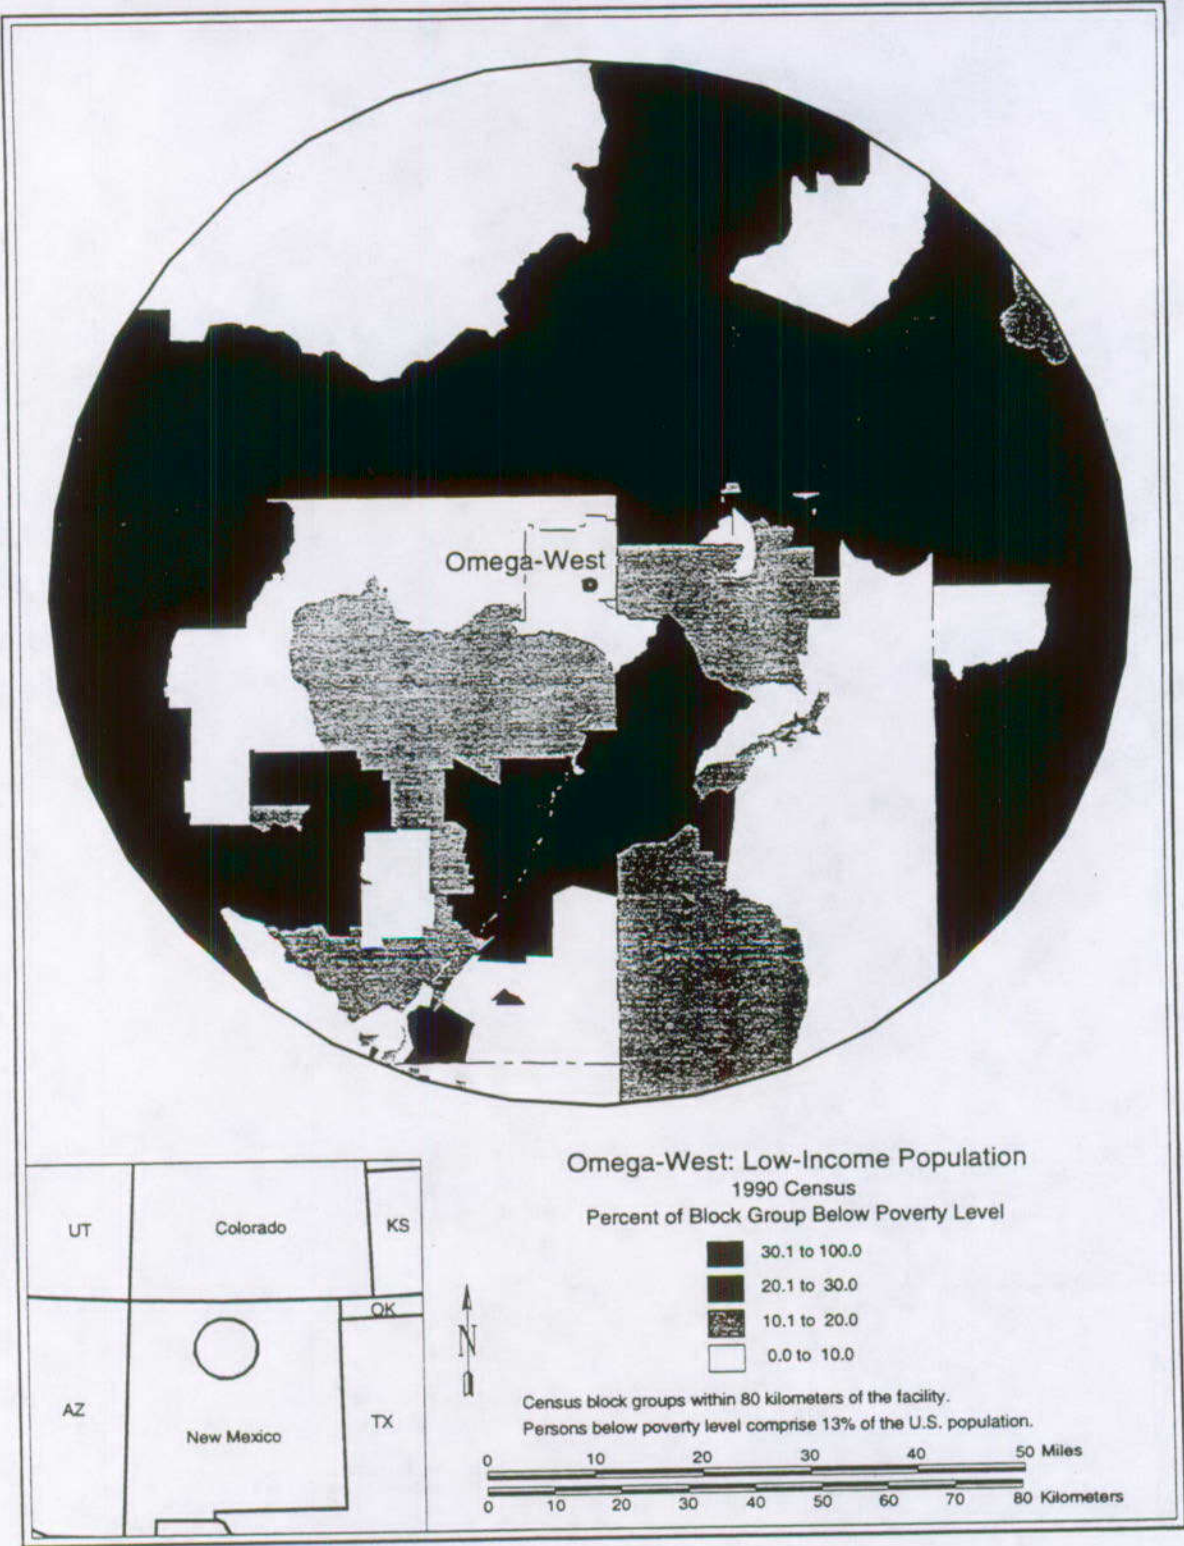 Omega-West
Omega-West: Low-Income Population
1990 Census
Percent of Block Group Below Poverty Level
30.1 to 100.0
20.1 to 30.0
10.1 to 20.0
0.0 to 10.0
Census block groups within 80 kilometers of the facility.
Persons below poverty level comprise 13% of the U.S. population.
0 10 20 30 40 50 Miles
0 10 20 30 40 50 60 70 80 Kilometers
N
UT
Colorado
KS
OK
AZ
New Mexico
TX